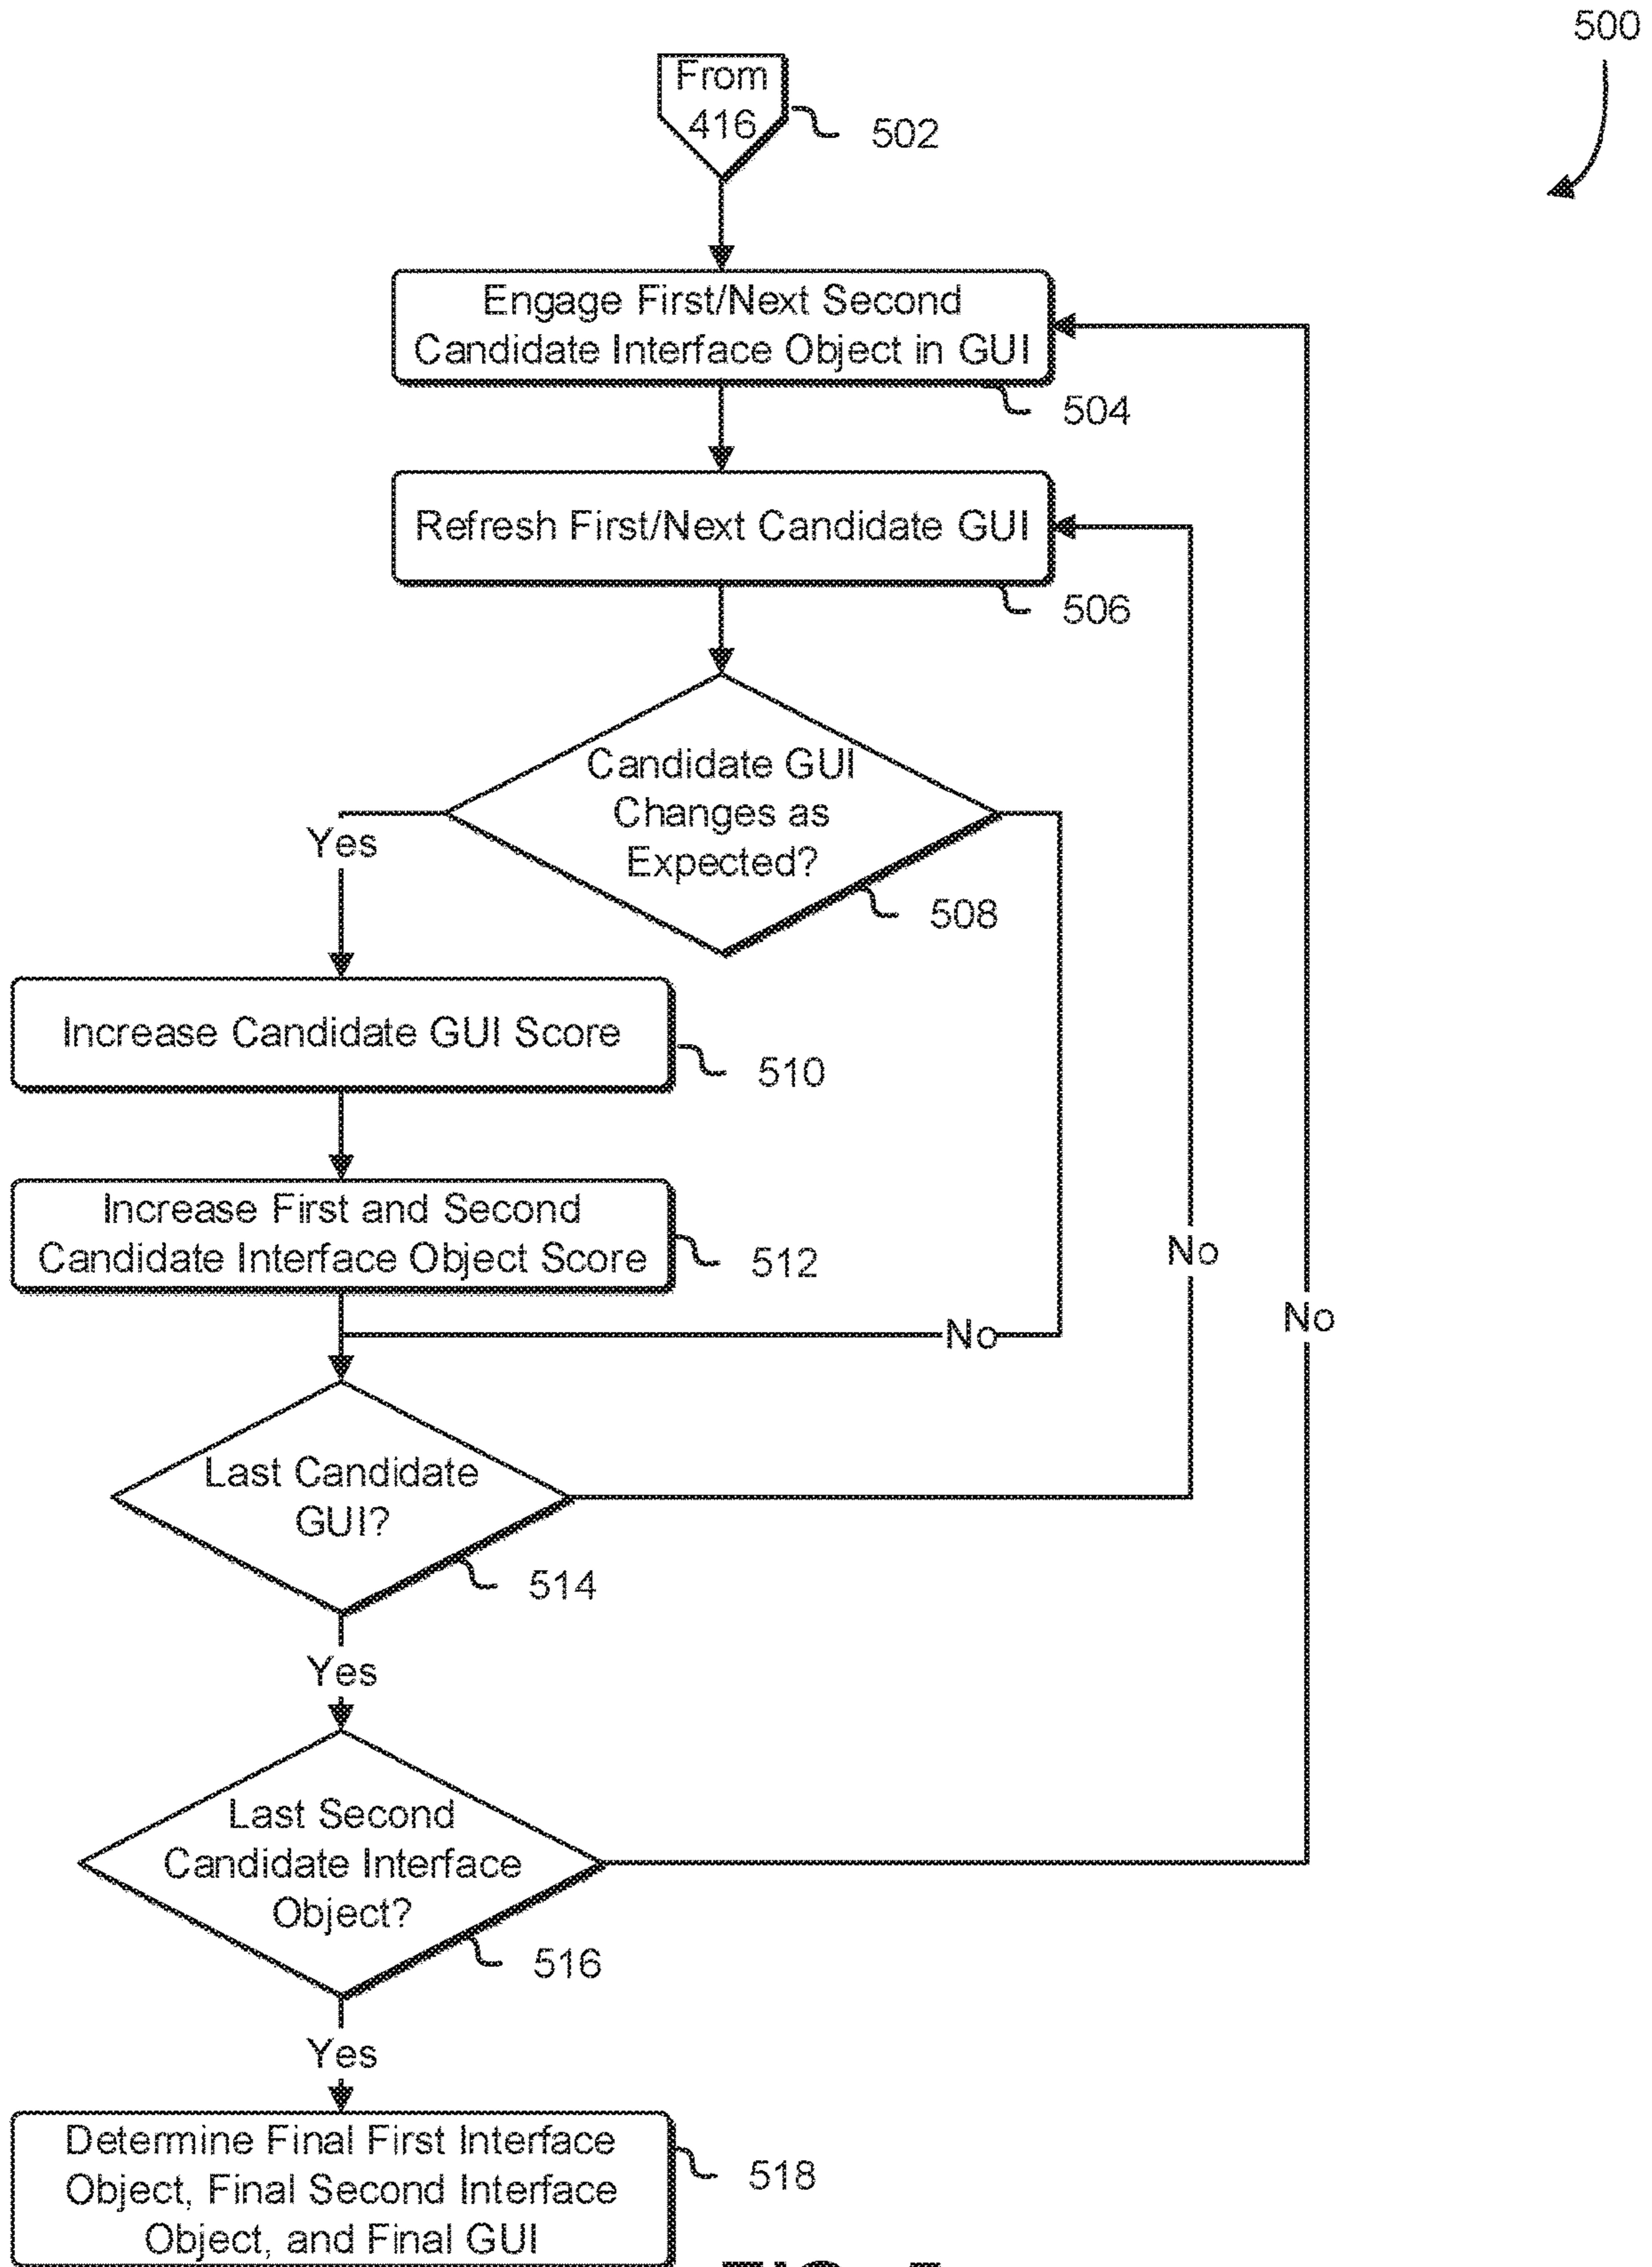 500
From
416
502
Engage First/Next Second
Candidate Interface Object in GUI
504
Refresh First/Next Candidate GUI
506
Candidate GUI
Changes as
Expected?
508
Yes
Increase Candidate GUI Score
510
Increase First and Second
Candidate Interface Object Score
512
No
No
No
Last Candidate
GUI?
514
Yes
Last Second
Candidate Interface
Object?
516
Yes
Determine Final First Interface
Object, Final Second Interface
Object, and Final GUI
518